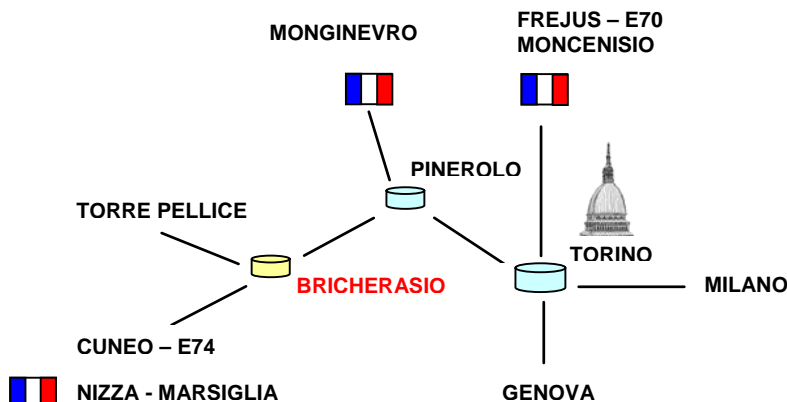 FREJUS – E70
MONGINEVRO
MONCENISIO
PINEROLO
TORRE PELLICE
TORINO
BRICHERASIO
MILANO
CUNEO – E74
NIZZA - MARSIGLIA
GENOVA